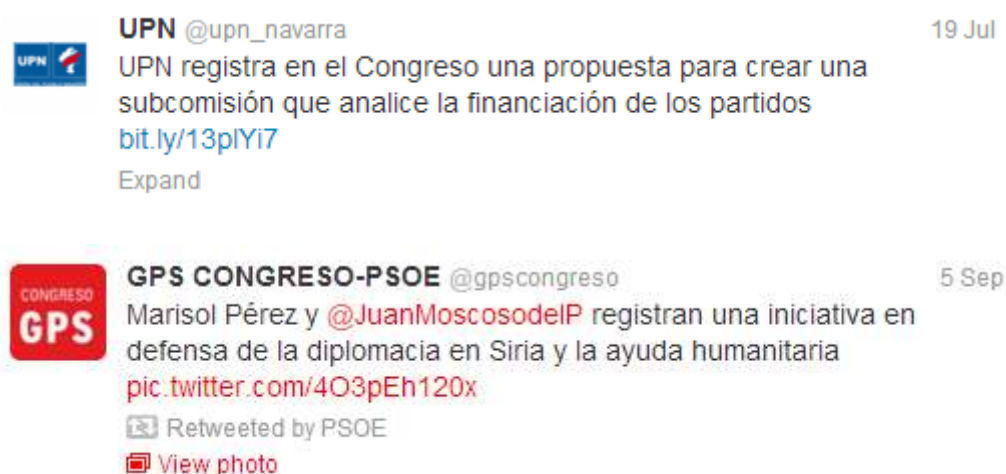 UPN @upn_navarra 19 Jul
UPN
UPN registra en el Congreso una propuesta para crear una
subcomisión que analice la financiación de los partidos
bit.ly/13plYi7
Expand
GPS CONGRESO-PSOE @gpscongreso 5 Sep
CONGRESO
GPS
Marisol Pérez y @JuanMoscosodelP registran una iniciativa en
defensa de la diplomacia en Siria y la ayuda humanitaria
pic.twitter.com/4O3pEh120x
Retweeted by PSOE
View photo